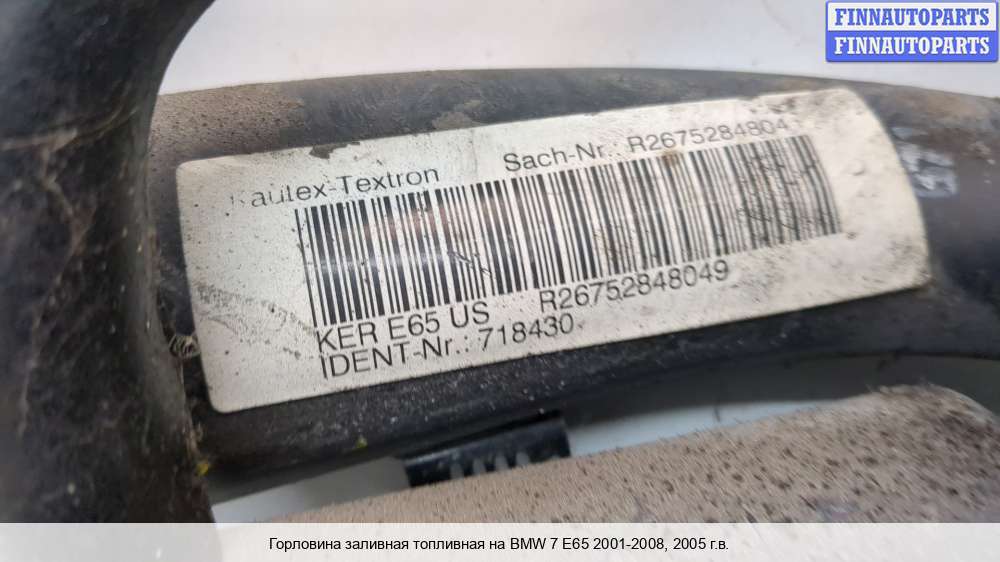 FINNAUTOPARTS
FINNAUTOPARTS
Kautex-Textron Sach-Nr.: R2675284804
KER E65 US R26752848049
IDENT-Nr.: 718430
Горловина заливная топливная на BMW 7 E65 2001-2008, 2005 г.в.